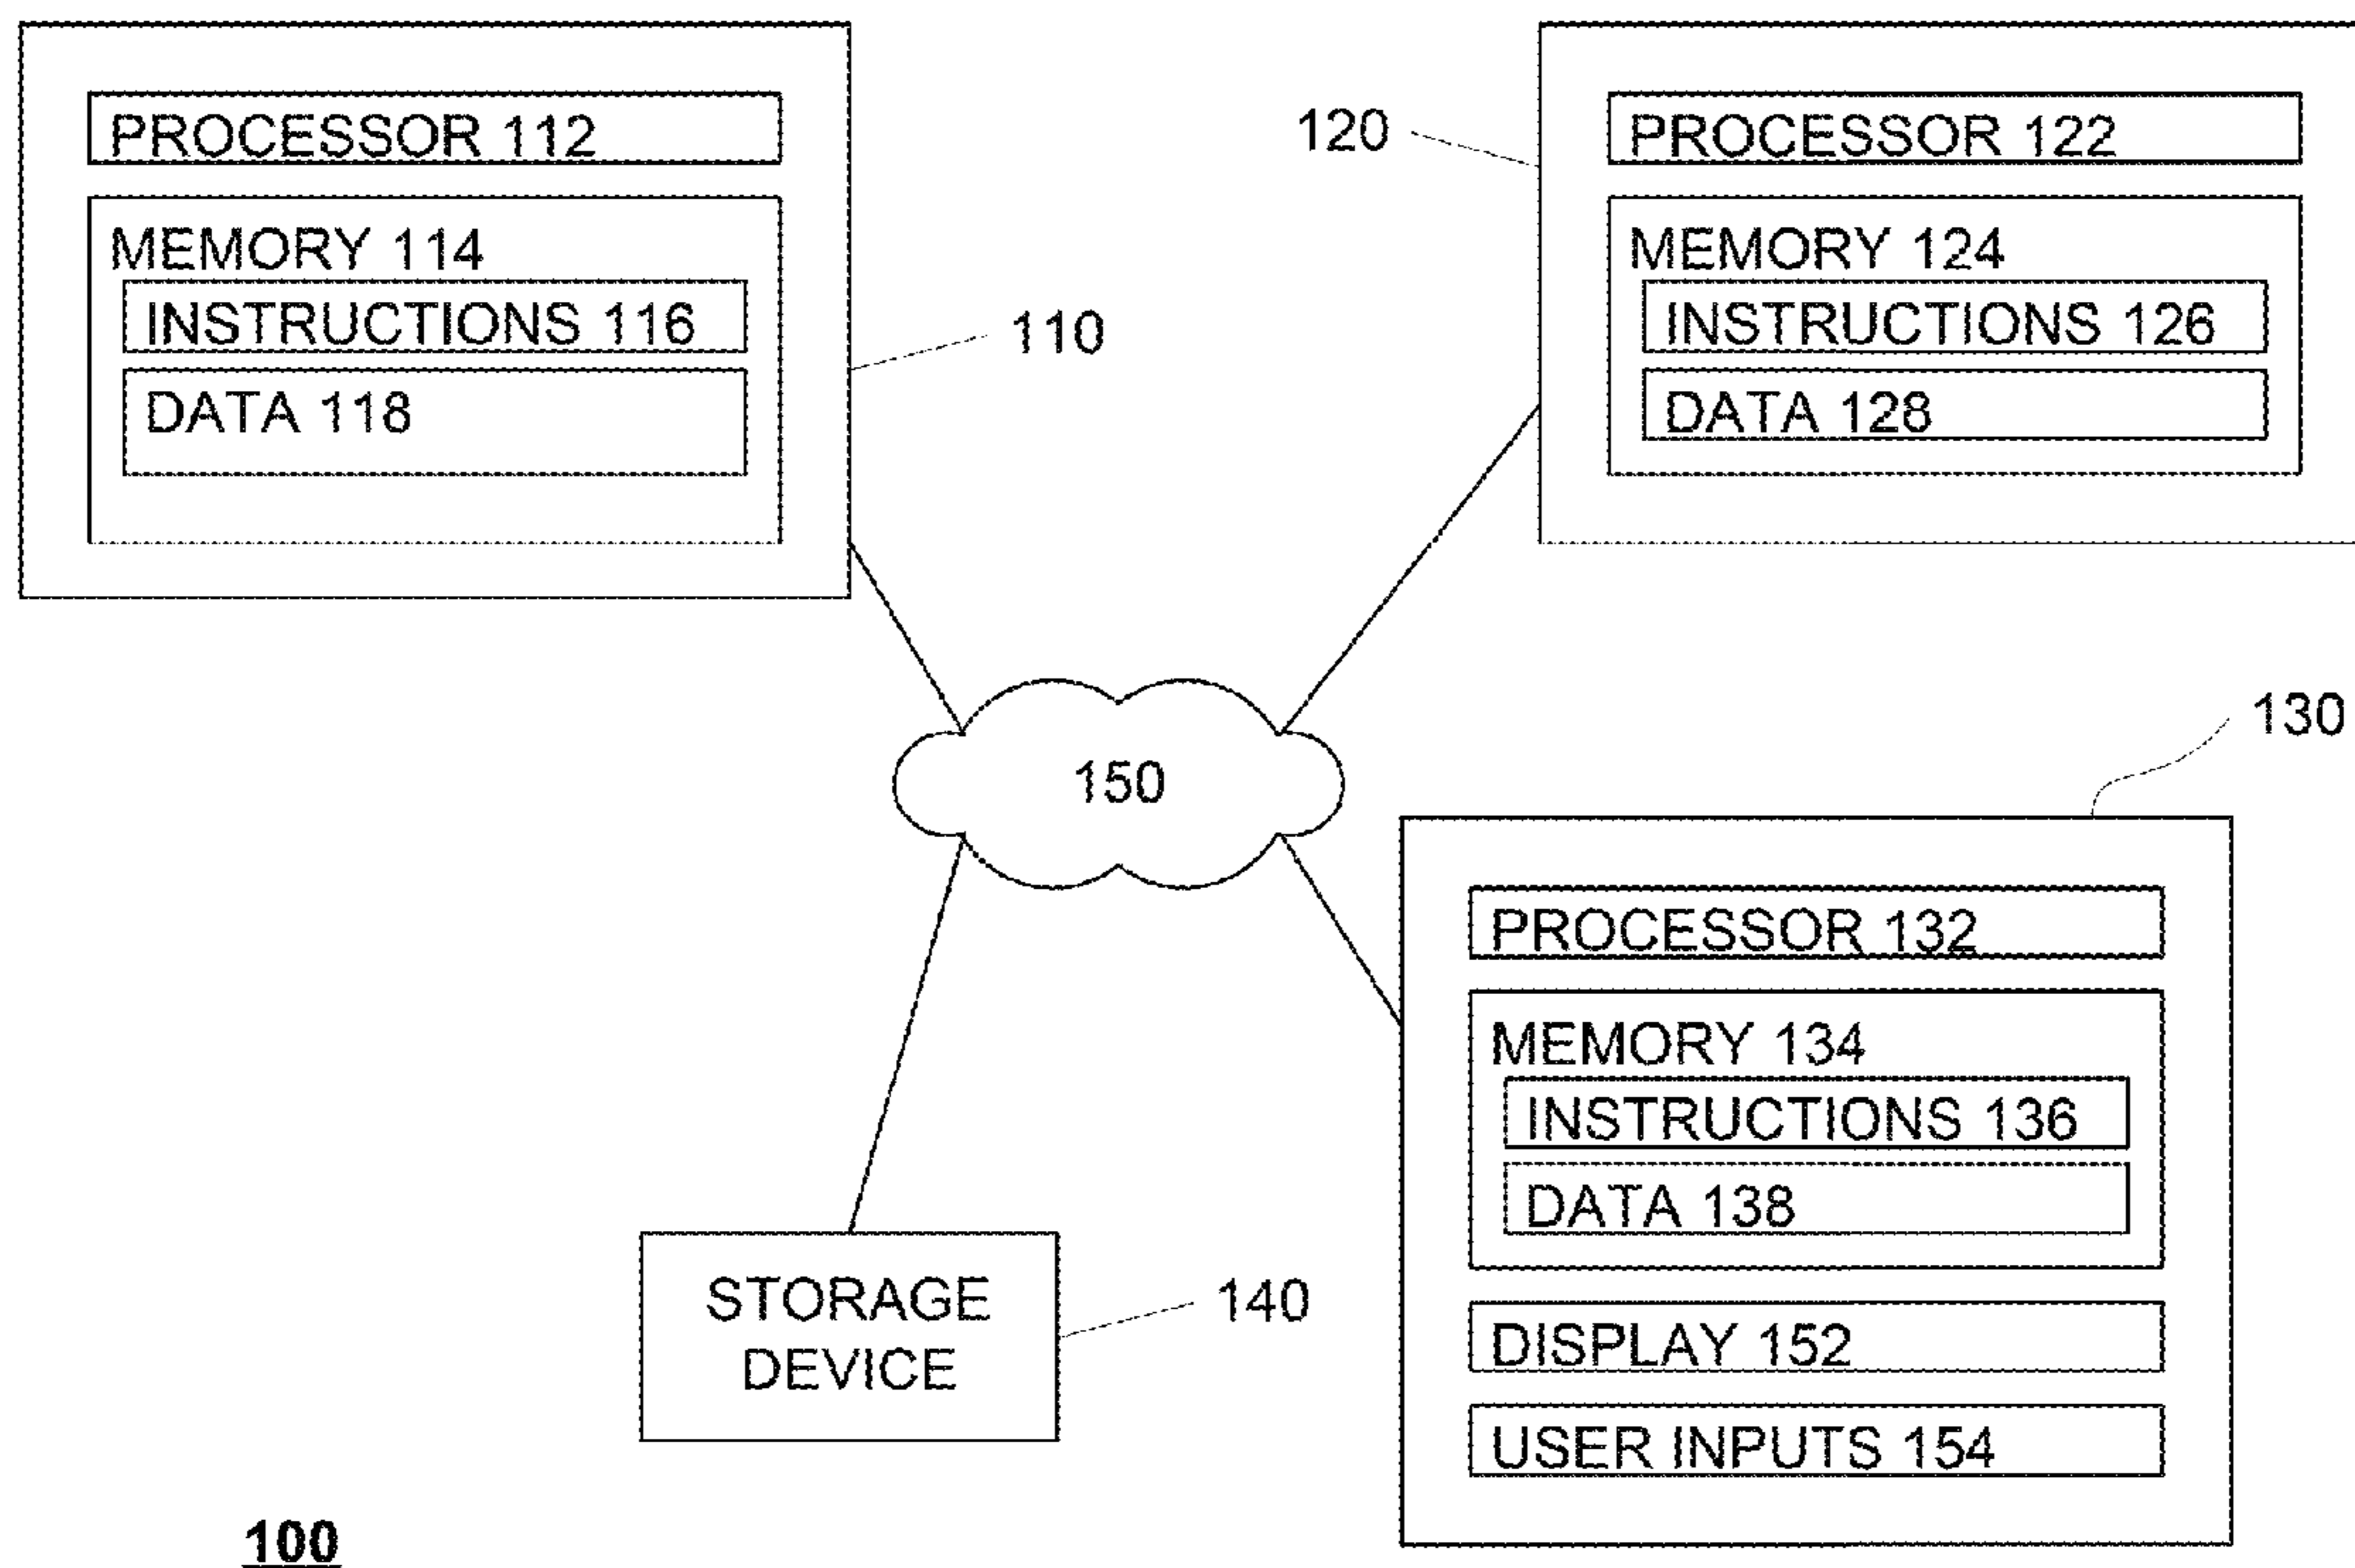 PROCESSOR 112
MEMORY 114
INSTRUCTIONS 116
DATA 118
110
120
PROCESSOR 122
MEMORY 124
INSTRUCTIONS 126
DATA 128
150
130
PROCESSOR 132
MEMORY 134
INSTRUCTIONS 136
DATA 138
DISPLAY 152
USER INPUTS 154
STORAGE
DEVICE
140
100